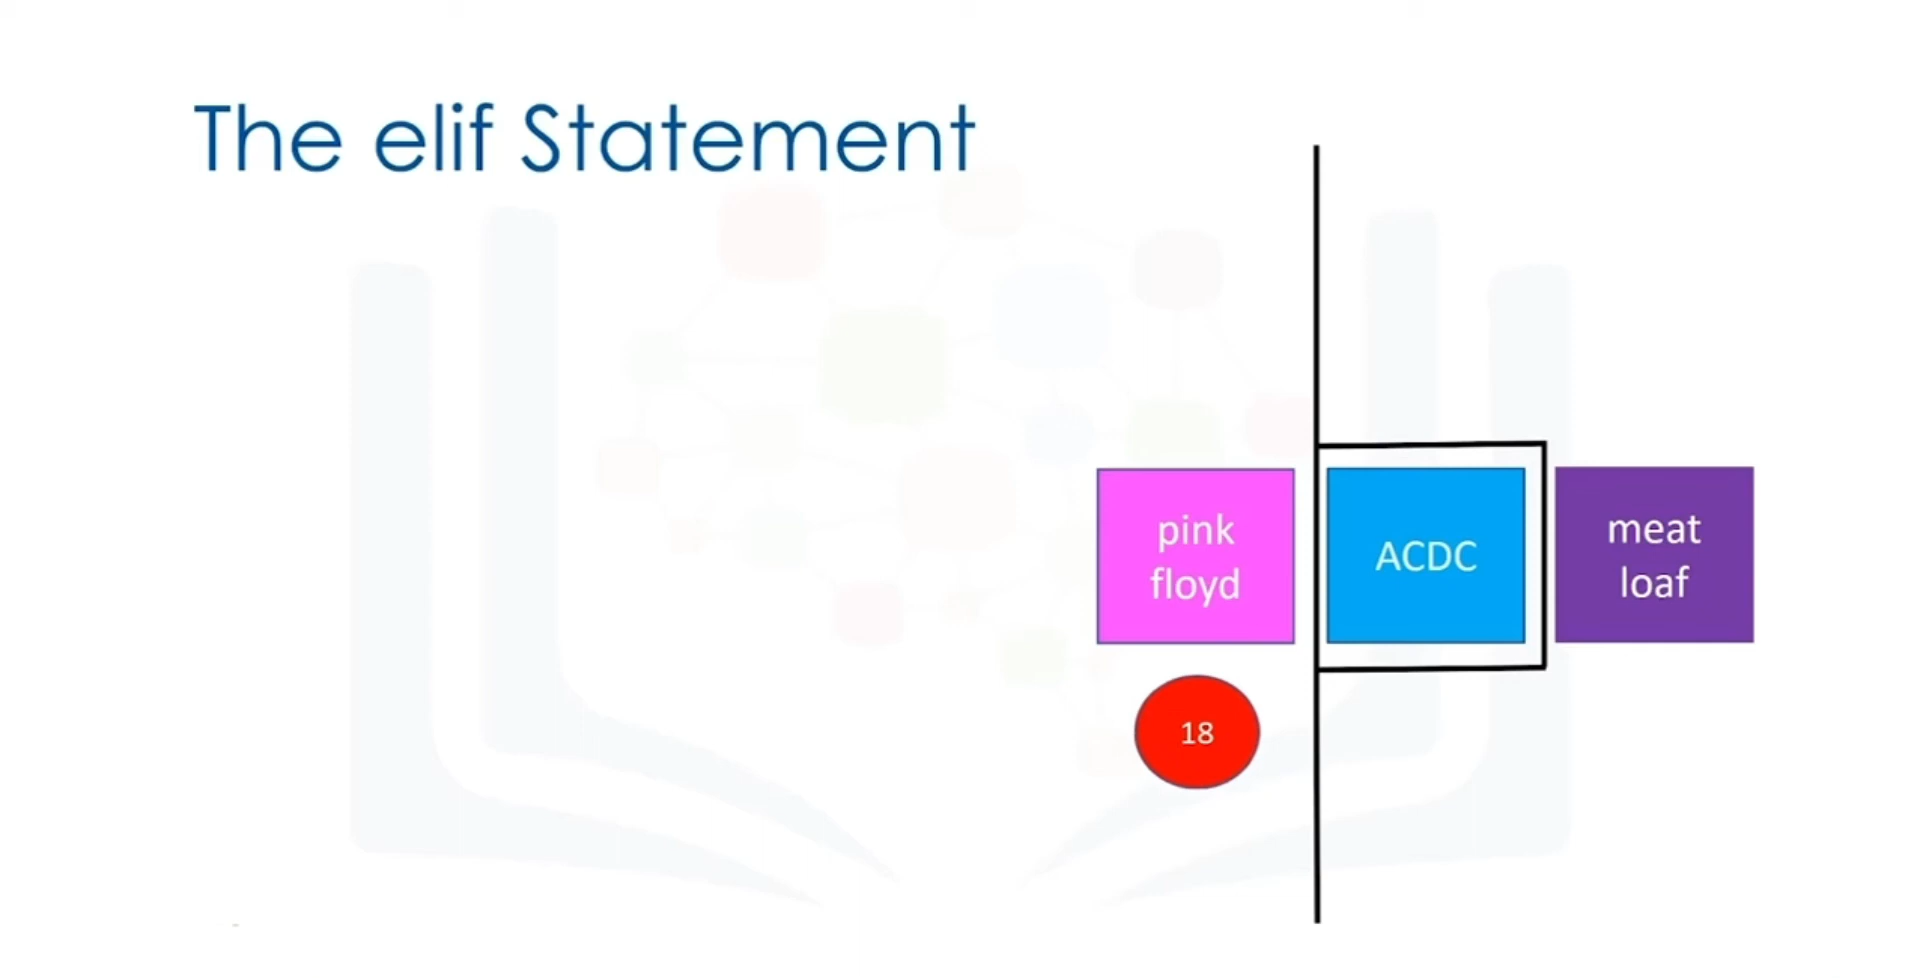 The elif Statement
pink
floyd
ACDC
meat
loaf
18